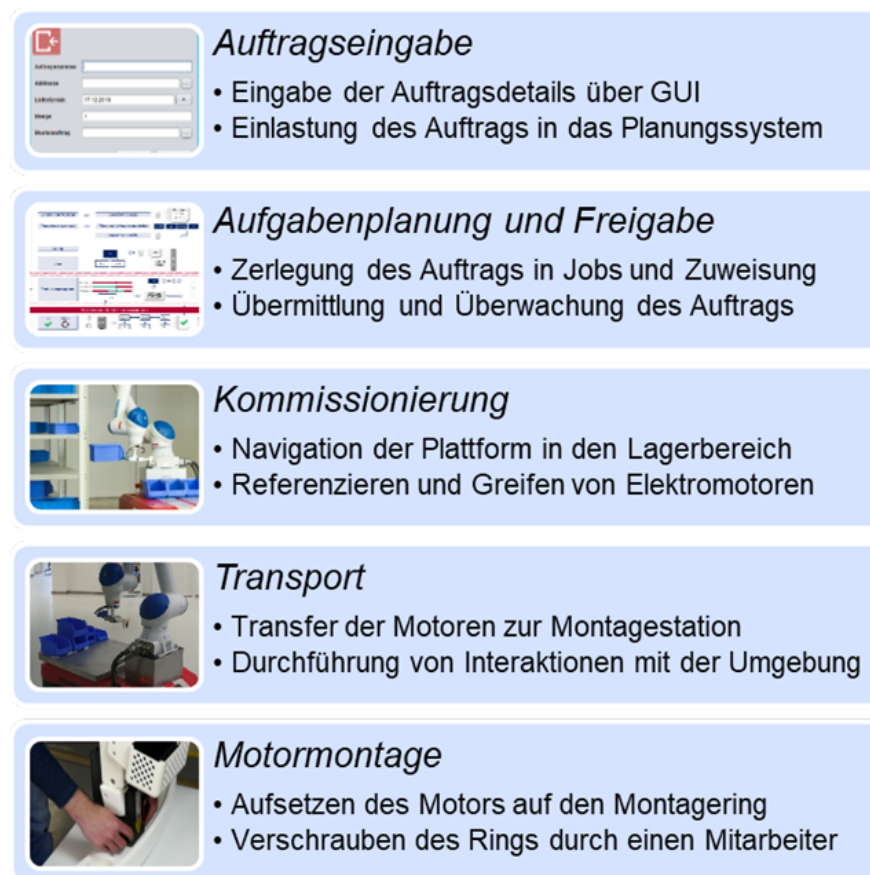 Auftragseingabe
• Eingabe der Auftragsdetails über GUI
• Einlastung des Auftrags in das Planungssystem
Aufgabenplanung und Freigabe
• Zerlegung des Auftrags in Jobs und Zuweisung
• Übermittlung und Überwachung des Auftrags
Kommissionierung
• Navigation der Plattform in den Lagerbereich
• Referenzieren und Greifen von Elektromotoren
Transport
• Transfer der Motoren zur Montagestation
• Durchführung von Interaktionen mit der Umgebung
Motormontage
• Aufsetzen des Motors auf den Montagering
• Verschrauben des Rings durch einen Mitarbeiter